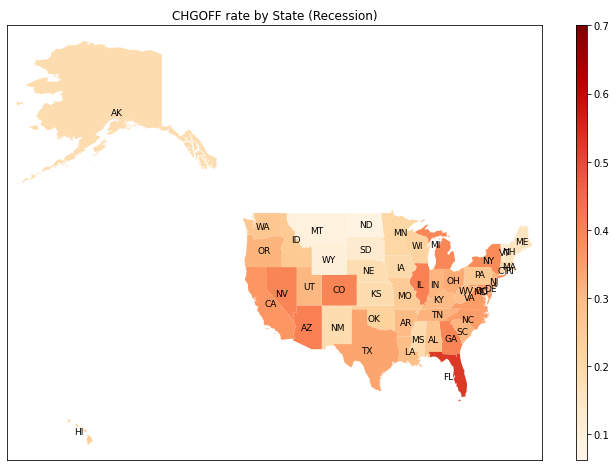 CHGOFF rate by State (Recession)
0.7
AK
0.6
WA
MT
ND
MN
ME
OR
ID
SD
WI
MI
NY
VT
NH
WY
IA
PA
MA
CT
RI
NV
UT
NE
IL
IN
OH
NJ
CA
CO
KS
MO
KY
WV
VA
DE
0.5
AZ
NM
OK
AR
TN
NC
SC
0.4
TX
LA
MS
AL
GA
FL
0.3
0.2
HI
0.1